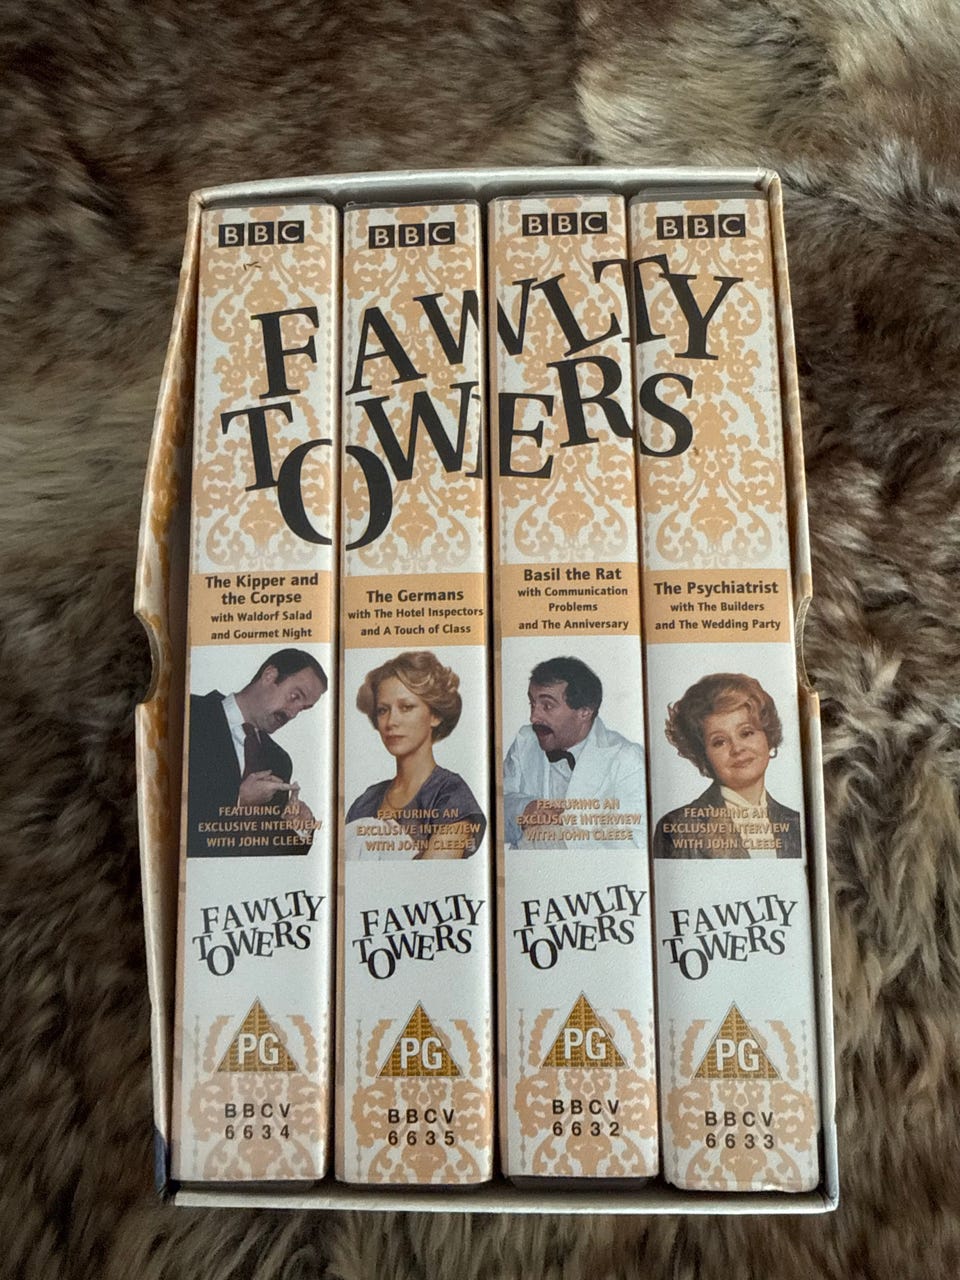 BBC
BBC
BBC
BBC
FAWLTY
TOWERS
The Kipper and
the Corpse
with Waldorf Salad
and Gourmet Night
FEATURING AN
EXCLUSIVE INTERVIEW
WITH JOHN CLEESE
FAWLTY
TOWERS
PG
BBCV
6634
The Germans
with The Hotel Inspectors
and A Touch of Class
FEATURING AN
EXCLUSIVE INTERVIEW
WITH JOHN CLEESE
FAWLTY
TOWERS
PG
BBCV
6635
Basil the Rat
with Communication
Problems
and The Anniversary
FEATURING AN
EXCLUSIVE INTERVIEW
WITH JOHN CLEESE
FAWLTY
TOWERS
PG
BBCV
6632
The Psychiatrist
with The Builders
and The Wedding Party
FEATURING AN
EXCLUSIVE INTERVIEW
WITH JOHN CLEESE
FAWLTY
TOWERS
PG
BBCV
6633